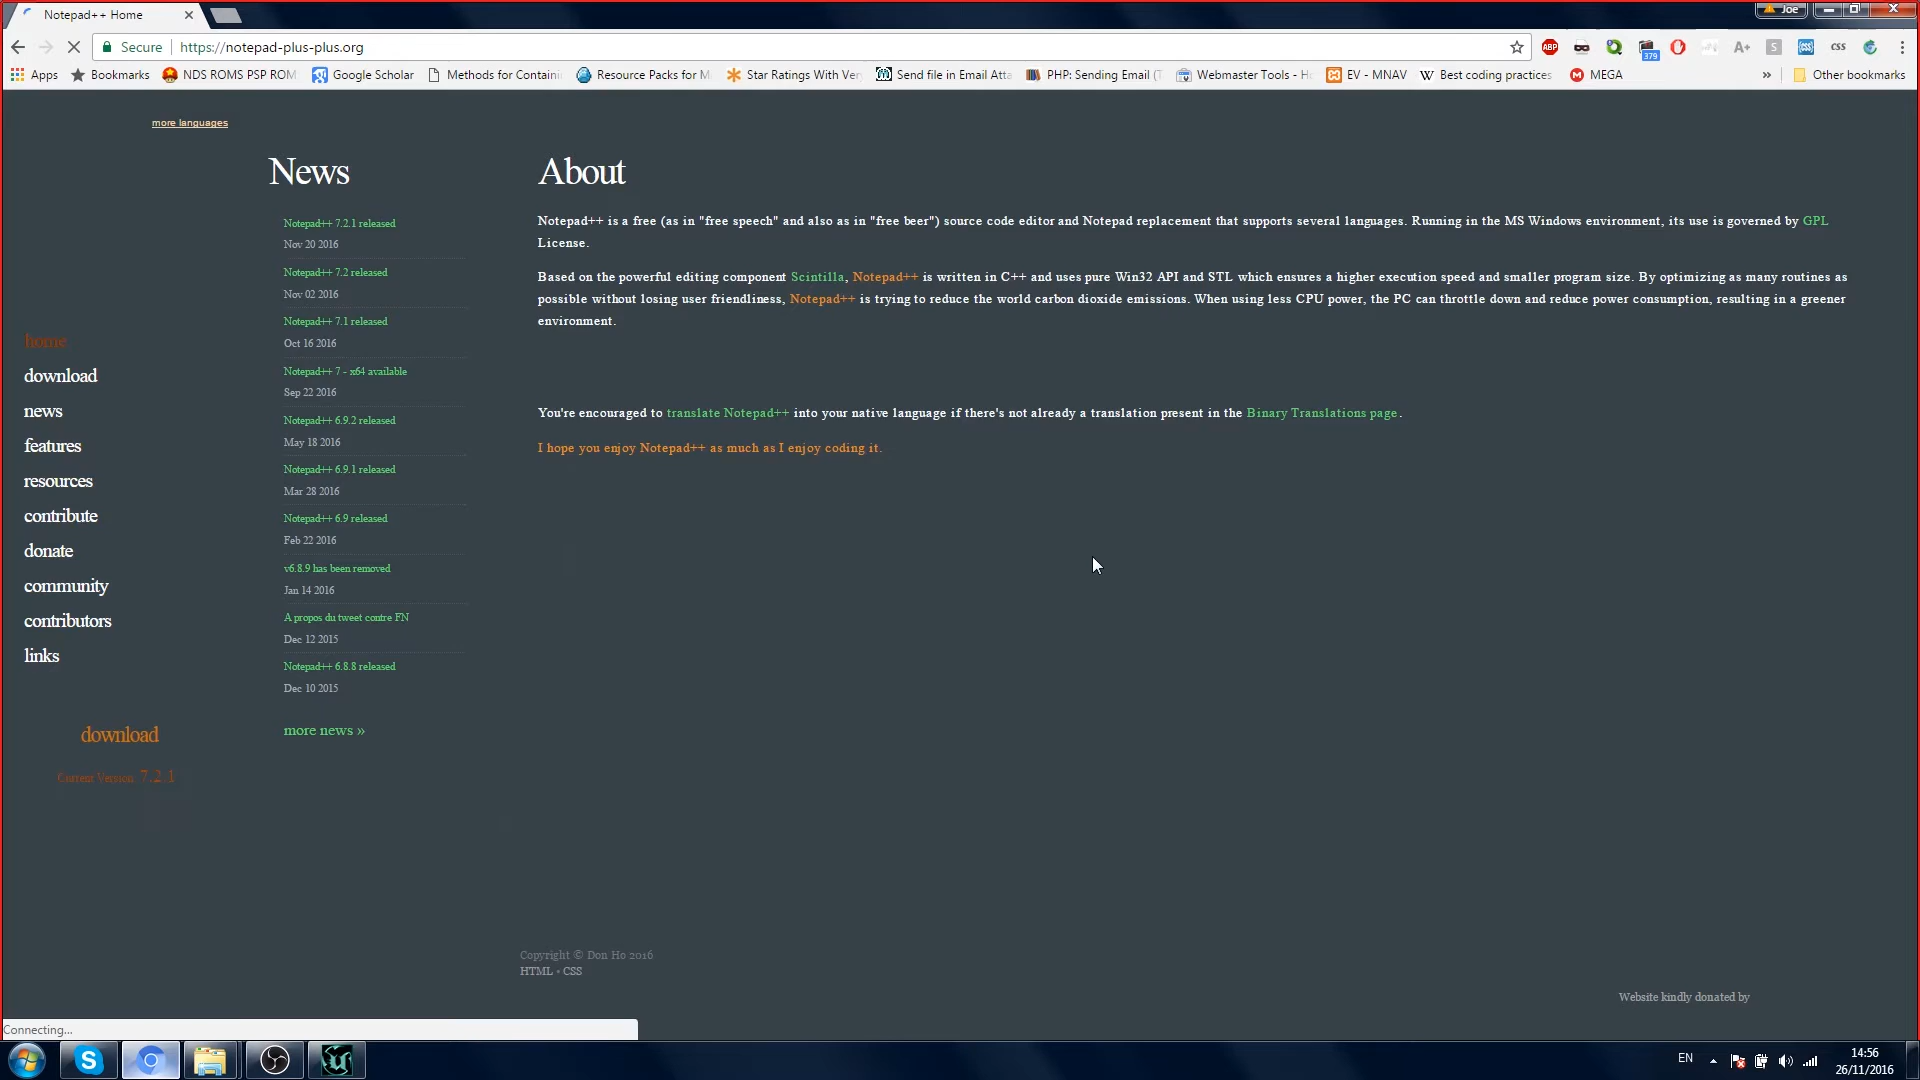 Notepad++ Home
Joe
Secure
https://notepad-plus-plus.org
ABP
379
A+
S
CSS
css
Apps
Bookmarks
NDS ROMS PSP ROM
Google Scholar
Methods for Contain
Resource Packs for M
Star Ratings With Ver
Send file in Email Atta
PHP: Sending Email (T
Webmaster Tools - H
EV - MNAV
Best coding practices
MEGA
»
Other bookmarks
more languages
home
download
news
features
resources
contribute
donate
community
contributors
links
download
Current Version: 7.2.1
News
Notepad++ 7.2.1 released
Nov 20 2016
Notepad++ 7.2 released
Nov 02 2016
Notepad++ 7.1 released
Oct 16 2016
Notepad++ 7 - x64 available
Sep 22 2016
Notepad++ 6.9.2 released
May 18 2016
Notepad++ 6.9.1 released
Mar 28 2016
Notepad++ 6.9 released
Feb 22 2016
v6.8.9 has been removed
Jan 14 2016
A propos du tweet contre FN
Dec 12 2015
Notepad++ 6.8.8 released
Dec 10 2015
more news »
About
Notepad++ is a free (as in "free speech" and also as in "free beer") source code editor and Notepad replacement that supports several languages. Running in the MS Windows environment, its use is governed by GPL
License.
Based on the powerful editing component Scintilla, Notepad++ is written in C++ and uses pure Win32 API and STL which ensures a higher execution speed and smaller program size. By optimizing as many routines as
possible without losing user friendliness, Notepad++ is trying to reduce the world carbon dioxide emissions. When using less CPU power, the PC can throttle down and reduce power consumption, resulting in a greener
environment.
You're encouraged to translate Notepad++ into your native language if there's not already a translation present in the Binary Translations page.
I hope you enjoy Notepad++ as much as I enjoy coding it.
Copyright © Don Ho 2016
HTML • CSS
Website kindly donated by
Connecting...
EN
14:56
26/11/2016